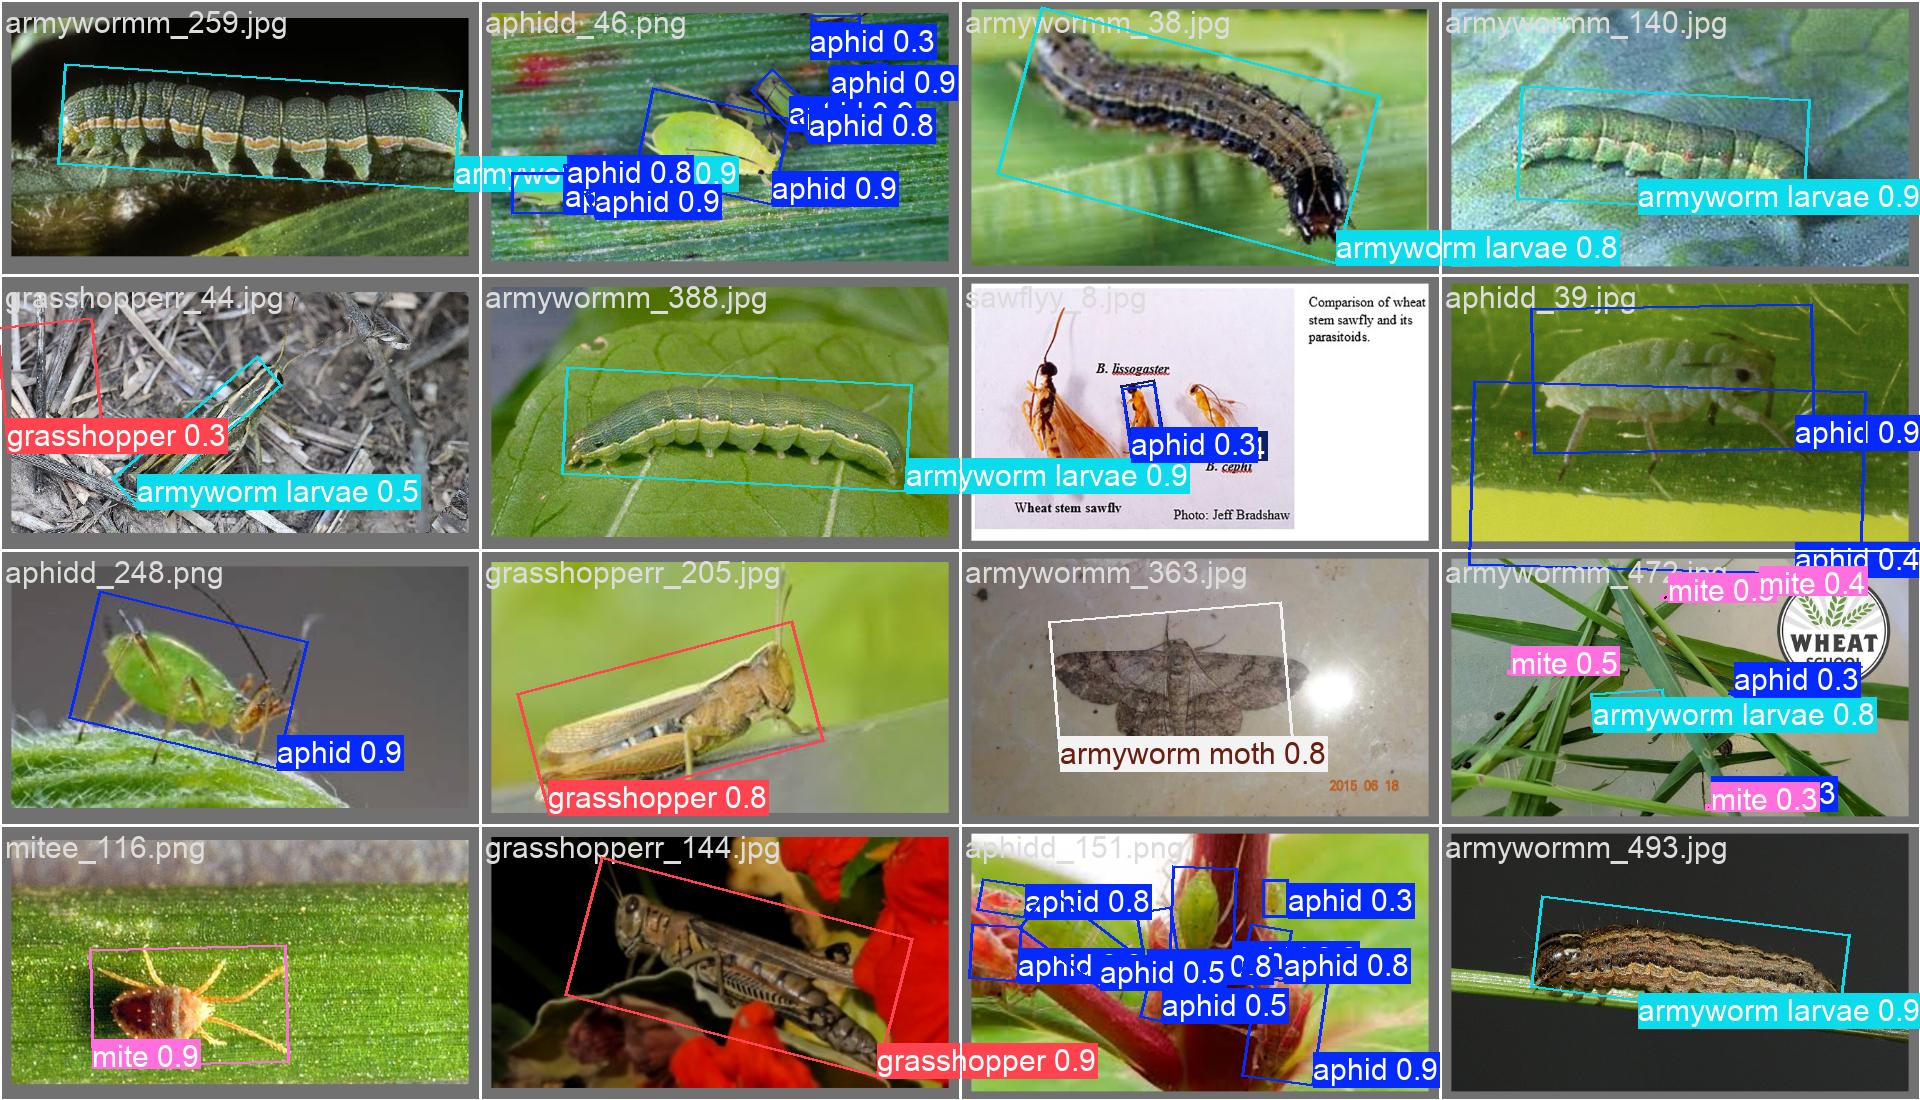 armywormm_259.jpg
armyworm larvae 0.9
aphidd_46.png
aphid 0.3
aphid 0.9
aphid 0.8
aphid 0.8
aphid 0.9
aphid 0.9
armywormm_38.jpg
armyworm larvae 0.8
armywormm_140.jpg
armyworm larvae 0.9
grasshopperr_44.jpg
grasshopper 0.3
armyworm larvae 0.5
armywormm_388.jpg
armyworm larvae 0.9
sawflyy_8.jpg
Comparison of wheat
stem sawfly and its
parasitoids.
B. lissogaster
aphid 0.3
B. cephi
Wheat stem sawfly
Photo: Jeff Bradshaw
aphidd_39.jpg
aphid 0.9
aphid 0.4
aphidd_248.png
aphid 0.9
grasshopperr_205.jpg
grasshopper 0.8
armywormm_363.jpg
armyworm moth 0.8
2015 06 18
armywormm_472.jpg
mite 0.4
WHEAT
SCHOOL
mite 0.5
aphid 0.3
armyworm larvae 0.8
mite 0.3
mitee_116.png
mite 0.9
grasshopperr_144.jpg
grasshopper 0.9
aphidd_151.png
aphid 0.8
aphid 0.3
aphid
aphid 0.5
0.8
aphid 0.8
aphid 0.5
aphid 0.9
armywormm_493.jpg
armyworm larvae 0.9